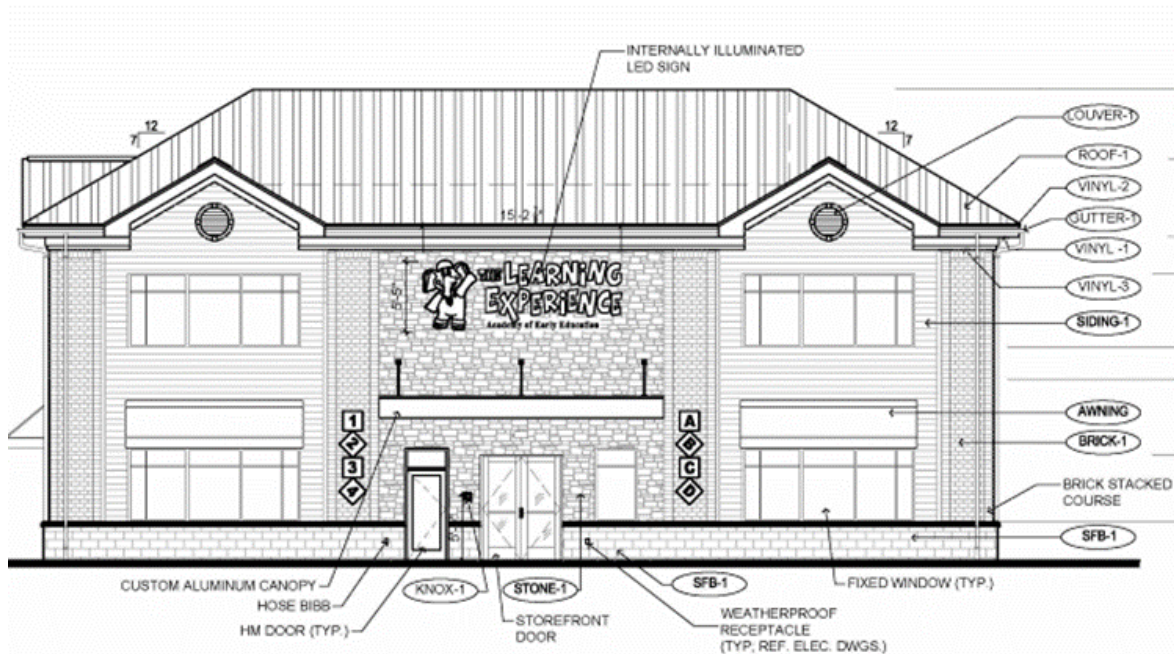 INTERNALLY ILLUMINATED
LED SIGN
12
7
12
7
LOUVER-1
ROOF-1
VINYL-2
GUTTER-1
VINYL -1
VINYL-3
SIDING-1
AWNING
BRICK-1
BRICK STACKED
COURSE
SFB-1
15'-2
5'-5"
THE LEARNING
EXPERIENCE
Academy of Early Education
1
2
3
4
A
B
C
D
CUSTOM ALUMINUM CANOPY
HOSE BIBB
HM DOOR (TYP.)
KNOX-1
STONE-1
STOREFRONT
DOOR
SFB-1
WEATHERPROOF
RECEPTACLE
(TYP; REF. ELEC. DWGS.)
FIXED WINDOW (TYP.)